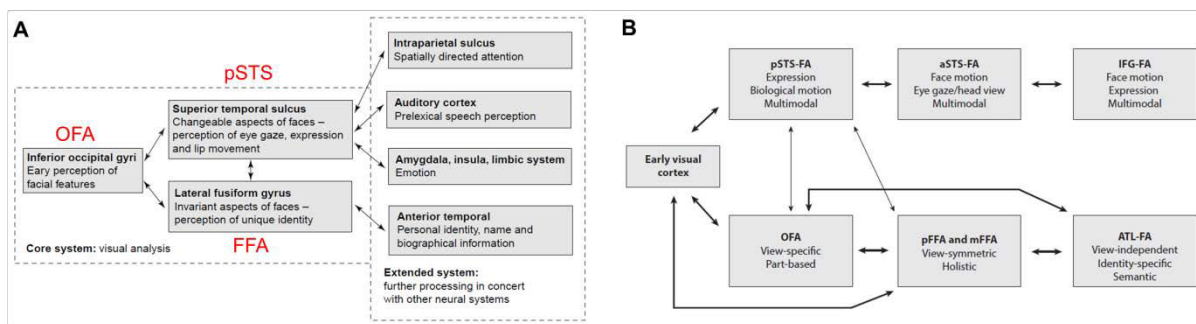 A
pSTS
OFA
Inferior occipital gyri
Eary perception of
facial features
Superior temporal sulcus
Changeable aspects of faces –
perception of eye gaze, expression
and lip movement
Lateral fusiform gyrus
Invariant aspects of faces –
perception of unique identity
FFA
Core system: visual analysis
Intraparietal sulcus
Spatially directed attention
Auditory cortex
Prelexical speech perception
Amygdala, insula, limbic system
Emotion
Anterior temporal
Personal identity, name and
biographical information
Extended system:
further processing in concert
with other neural systems
B
pSTS-FA
Expression
Biological motion
Multimodal
aSTS-FA
Face motion
Eye gaze/head view
Multimodal
IFG-FA
Face motion
Expression
Multimodal
Early visual
cortex
OFA
View-specific
Part-based
pFFA and mFFA
View-symmetric
Holistic
ATL-FA
View-independent
Identity-specific
Semantic